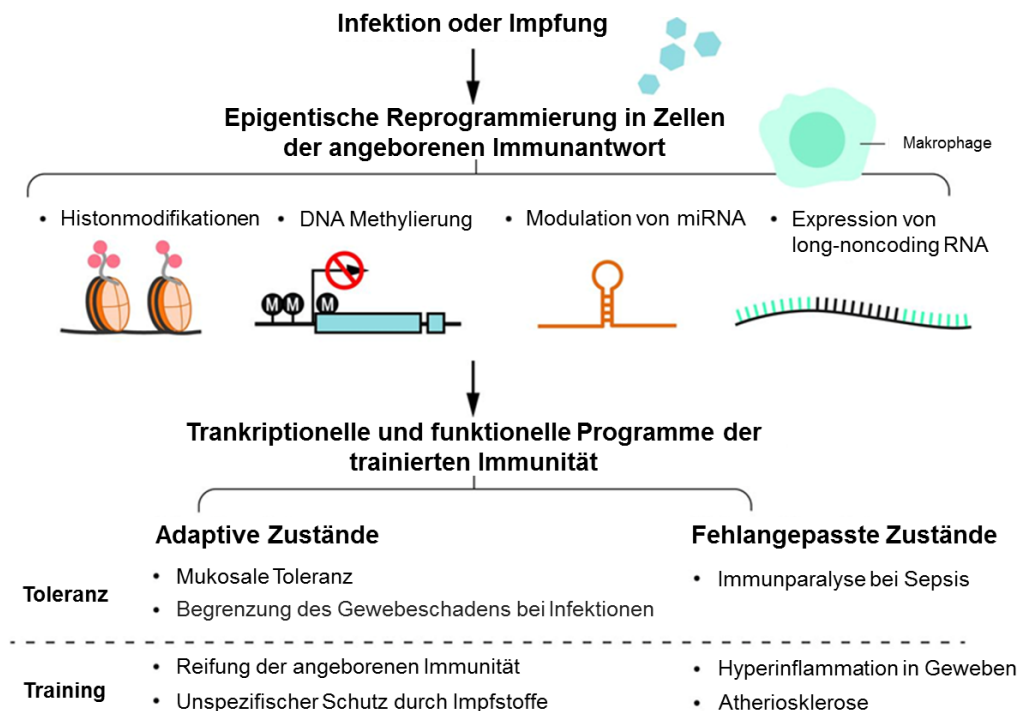 Infektion oder Impfung
Epigentische Reprogrammierung in Zellen
der angeborenen Immunantwort
Makrophage
• Histonmodifikationen
• DNA Methylierung
• Modulation von miRNA
• Expression von
long-noncoding RNA
M M M
Trankriptionelle und funktionelle Programme der
trainierten Immunität
Adaptive Zustände
Fehlangepasste Zustände
Toleranz
• Mukosale Toleranz
• Begrenzung des Gewebeschadens bei Infektionen
• Immunparalyse bei Sepsis
Training
• Reifung der angeborenen Immunität
• Unspezifischer Schutz durch Impfstoffe
• Hyperinflammation in Geweben
• Atheriosklerose